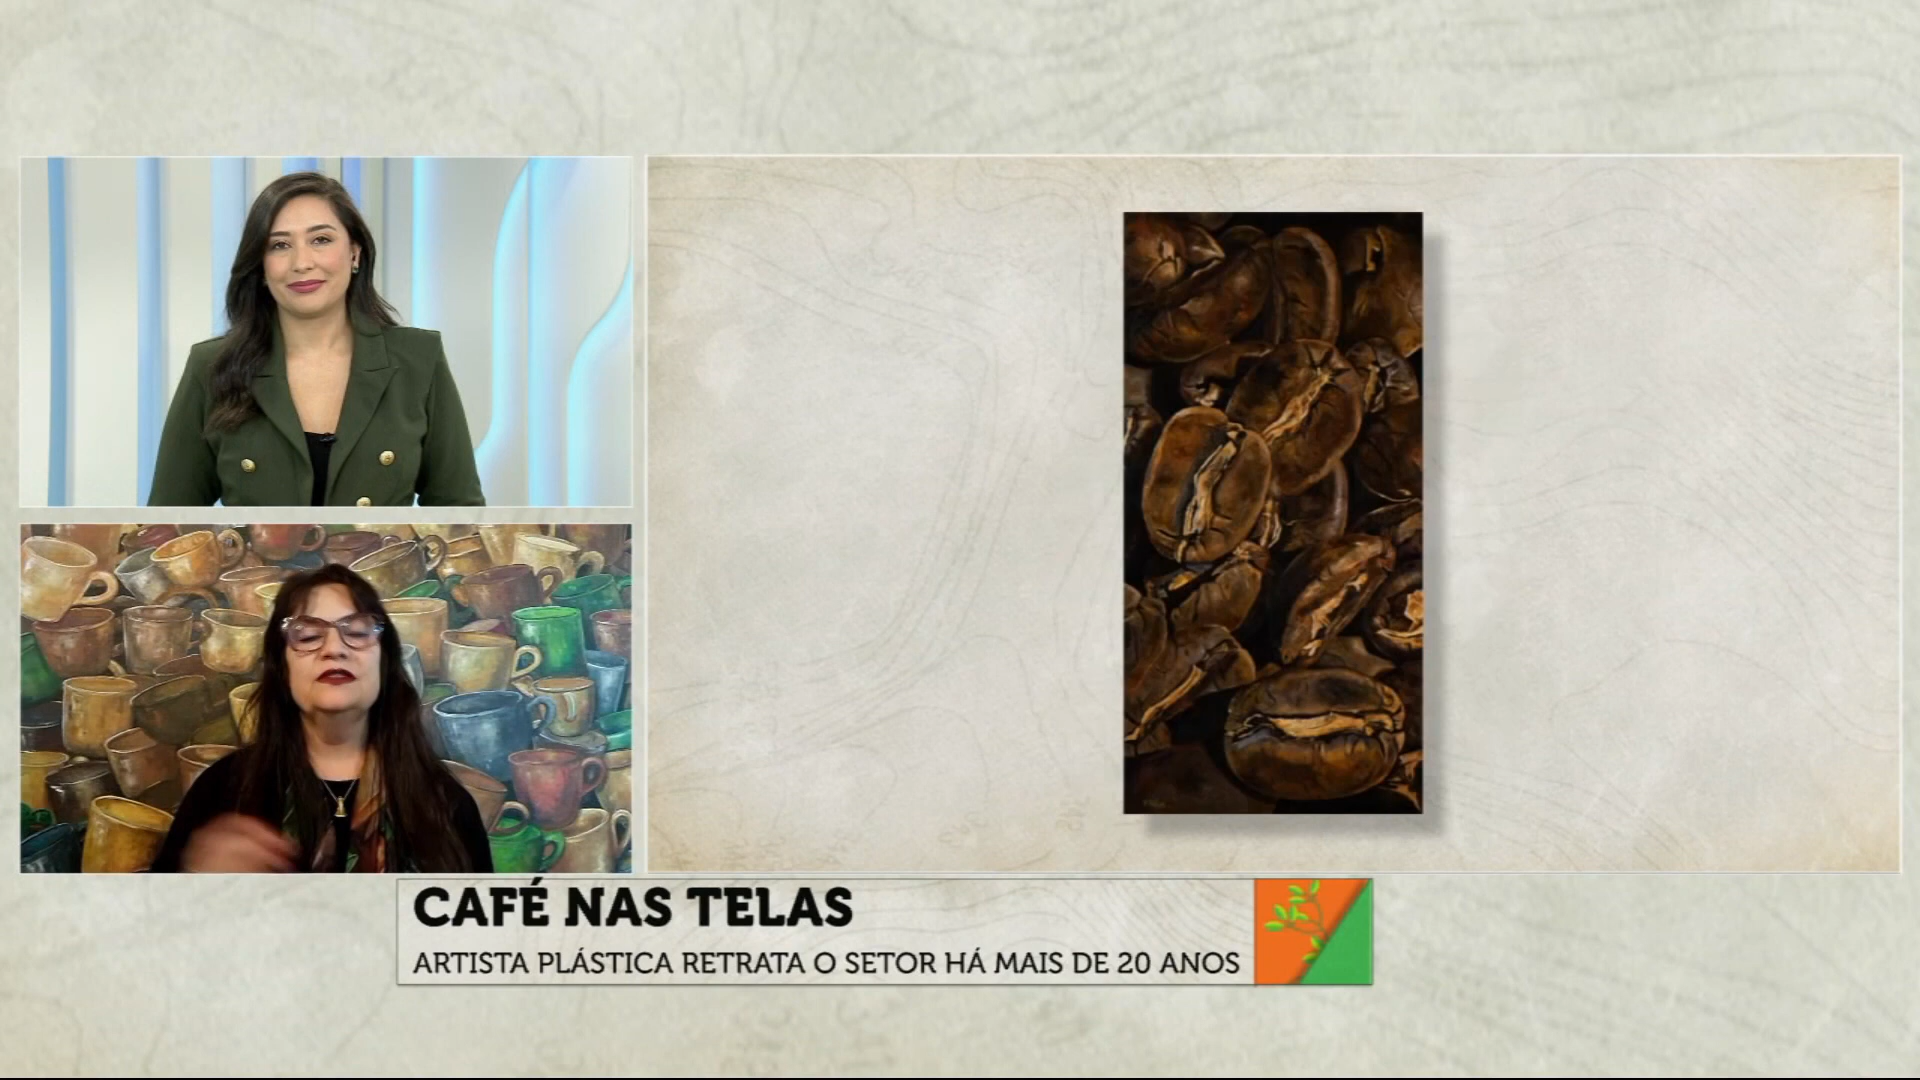 CAFÉ NAS TELAS
ARTISTA PLÁSTICA RETRATA O SETOR HÁ MAIS DE 20 ANOS